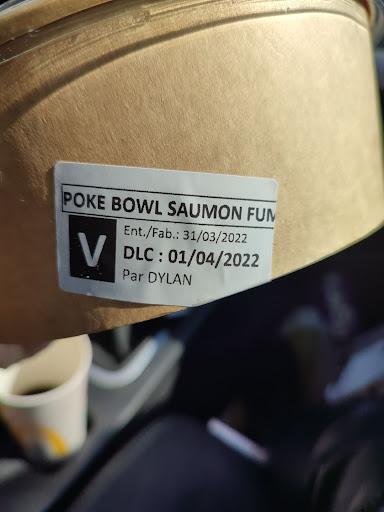 POKE BOWL SAUMON FUM
V
Ent./Fab.: 31/03/2022
DLC : 01/04/2022
Par DYLAN